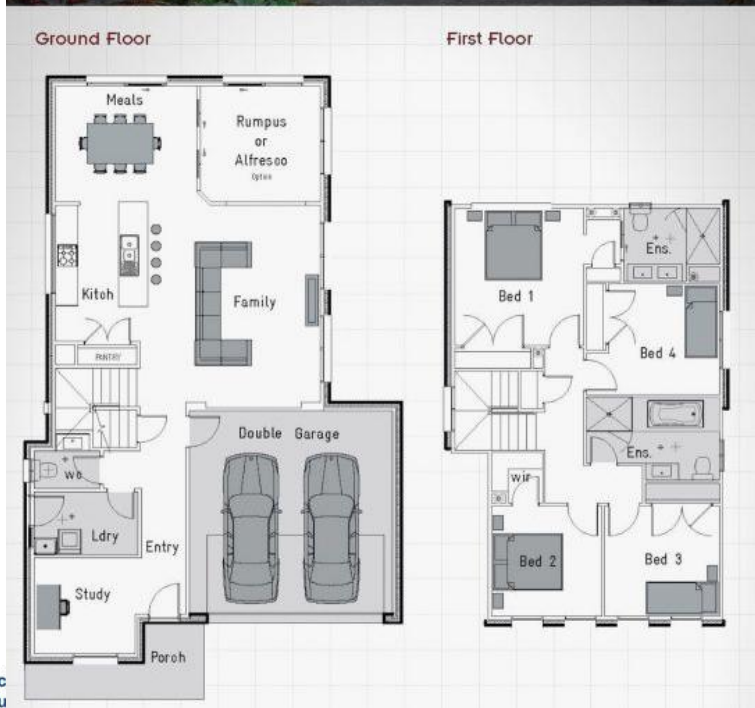 Ground Floor
Meals
Rumpus
or
Alfresco
Option
Kitch
Family
PANTRY
Double Garage
wc
Ldry
Entry
Study
Porch
First Floor
Bed 1
Ens.
Bed 4
Ens.
wir
Bed 2
Bed 3
c
u